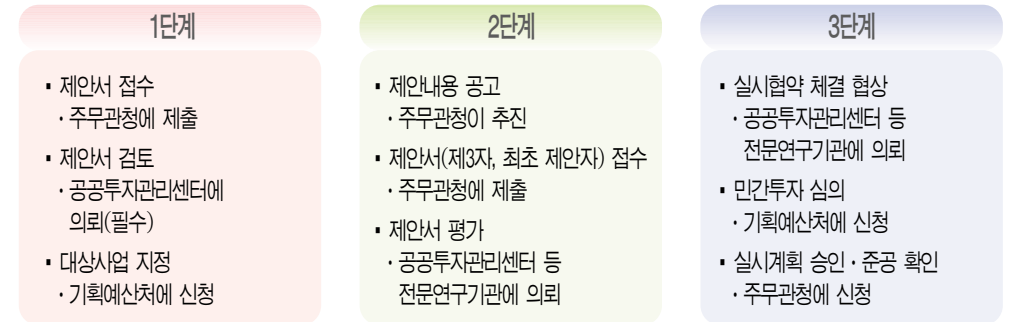 1단계
▪ 제안서 접수
· 주무관청에 제출
▪ 제안서 검토
· 공공투자관리센터에
의뢰(필수)
▪ 대상사업 지정
· 기획예산처에 신청
2단계
▪ 제안내용 공고
· 주무관청이 추진
▪ 제안서(제3자, 최초 제안자) 접수
· 주무관청에 제출
▪ 제안서 평가
· 공공투자관리센터 등
전문연구기관에 의뢰
3단계
▪ 실시협약 체결 협상
· 공공투자관리센터 등
전문연구기관에 의뢰
▪ 민간투자 심의
· 기획예산처에 신청
▪ 실시계획 승인·준공 확인
· 주무관청에 신청